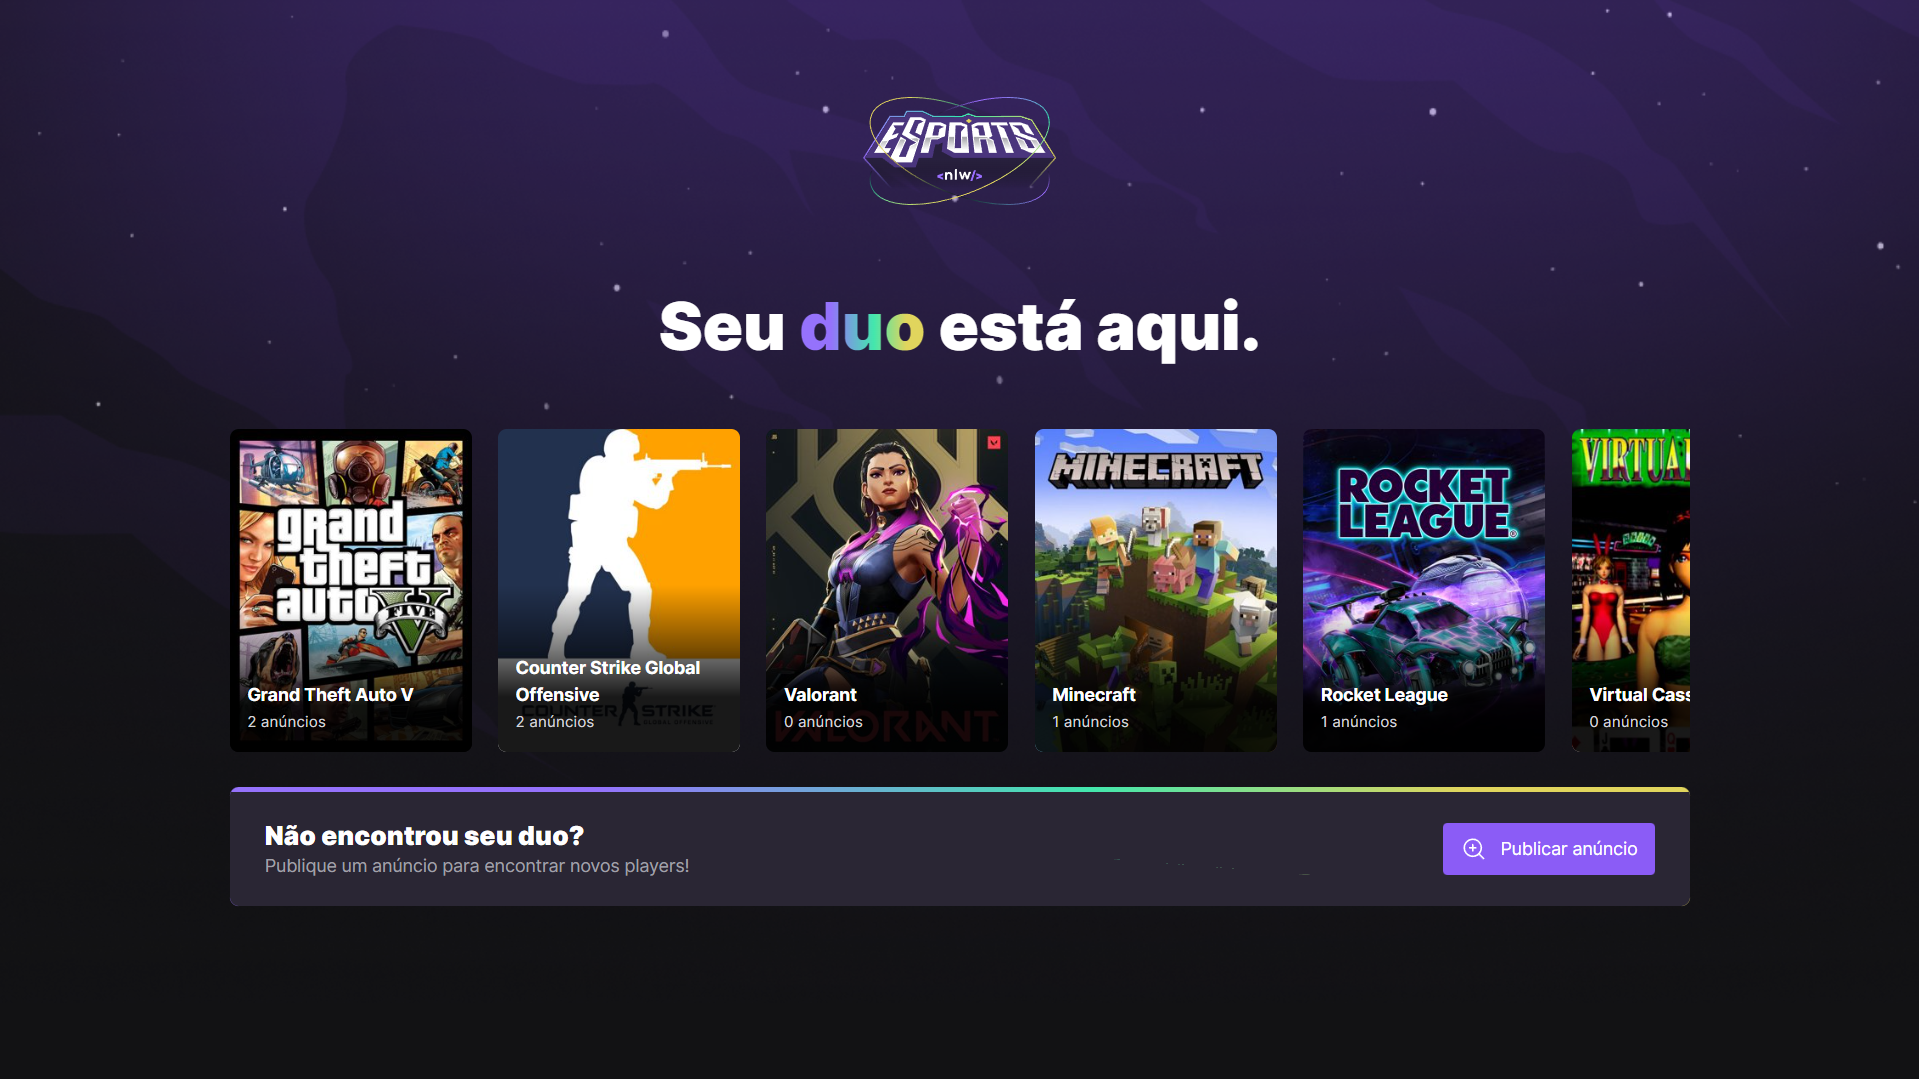 ESPORTS
<nlw/>
Seu duo está aqui.
grand
theft
auto
FIVE
Grand Theft Auto V
2 anúncios
COUNTER STRIKE
GLOBAL OFFENSIVE
Counter Strike Global
Offensive
2 anúncios
VALORANT
Valorant
0 anúncios
MINECRAFT
Minecraft
1 anúncios
ROCKET
LEAGUE
Rocket League
1 anúncios
VIRTUA
Virtual Cass
0 anúncios
Não encontrou seu duo?
Publique um anúncio para encontrar novos players!
Publicar anúncio